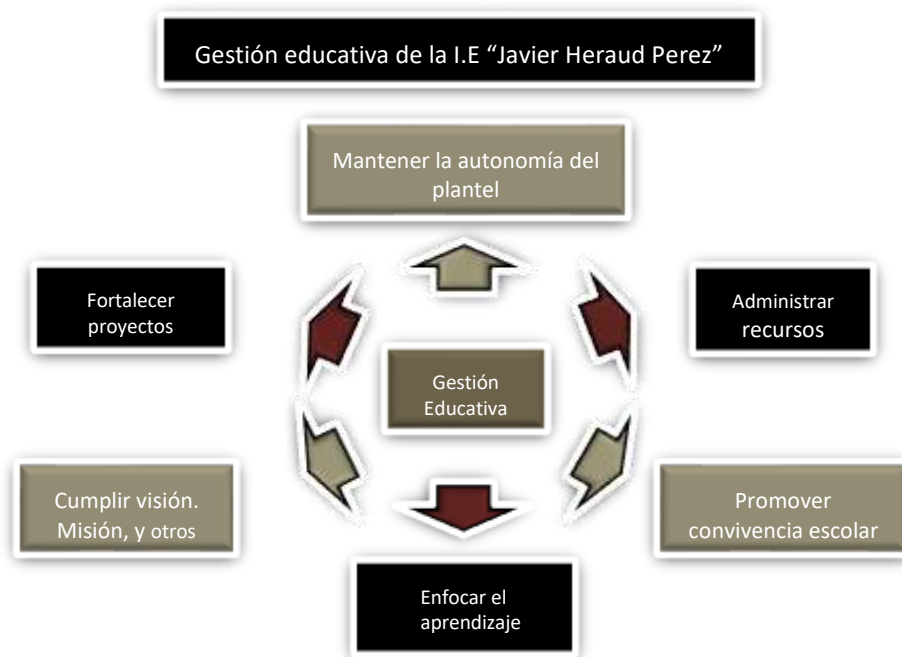 Gestión educativa de la I.E “Javier Heraud Perez”
Mantener la autonomía del
plantel
Fortalecer
proyectos
Administrar
recursos
Gestión
Educativa
Cumplir visión.
Misión, y otros
Promover
convivencia escolar
Enfocar el
aprendizaje